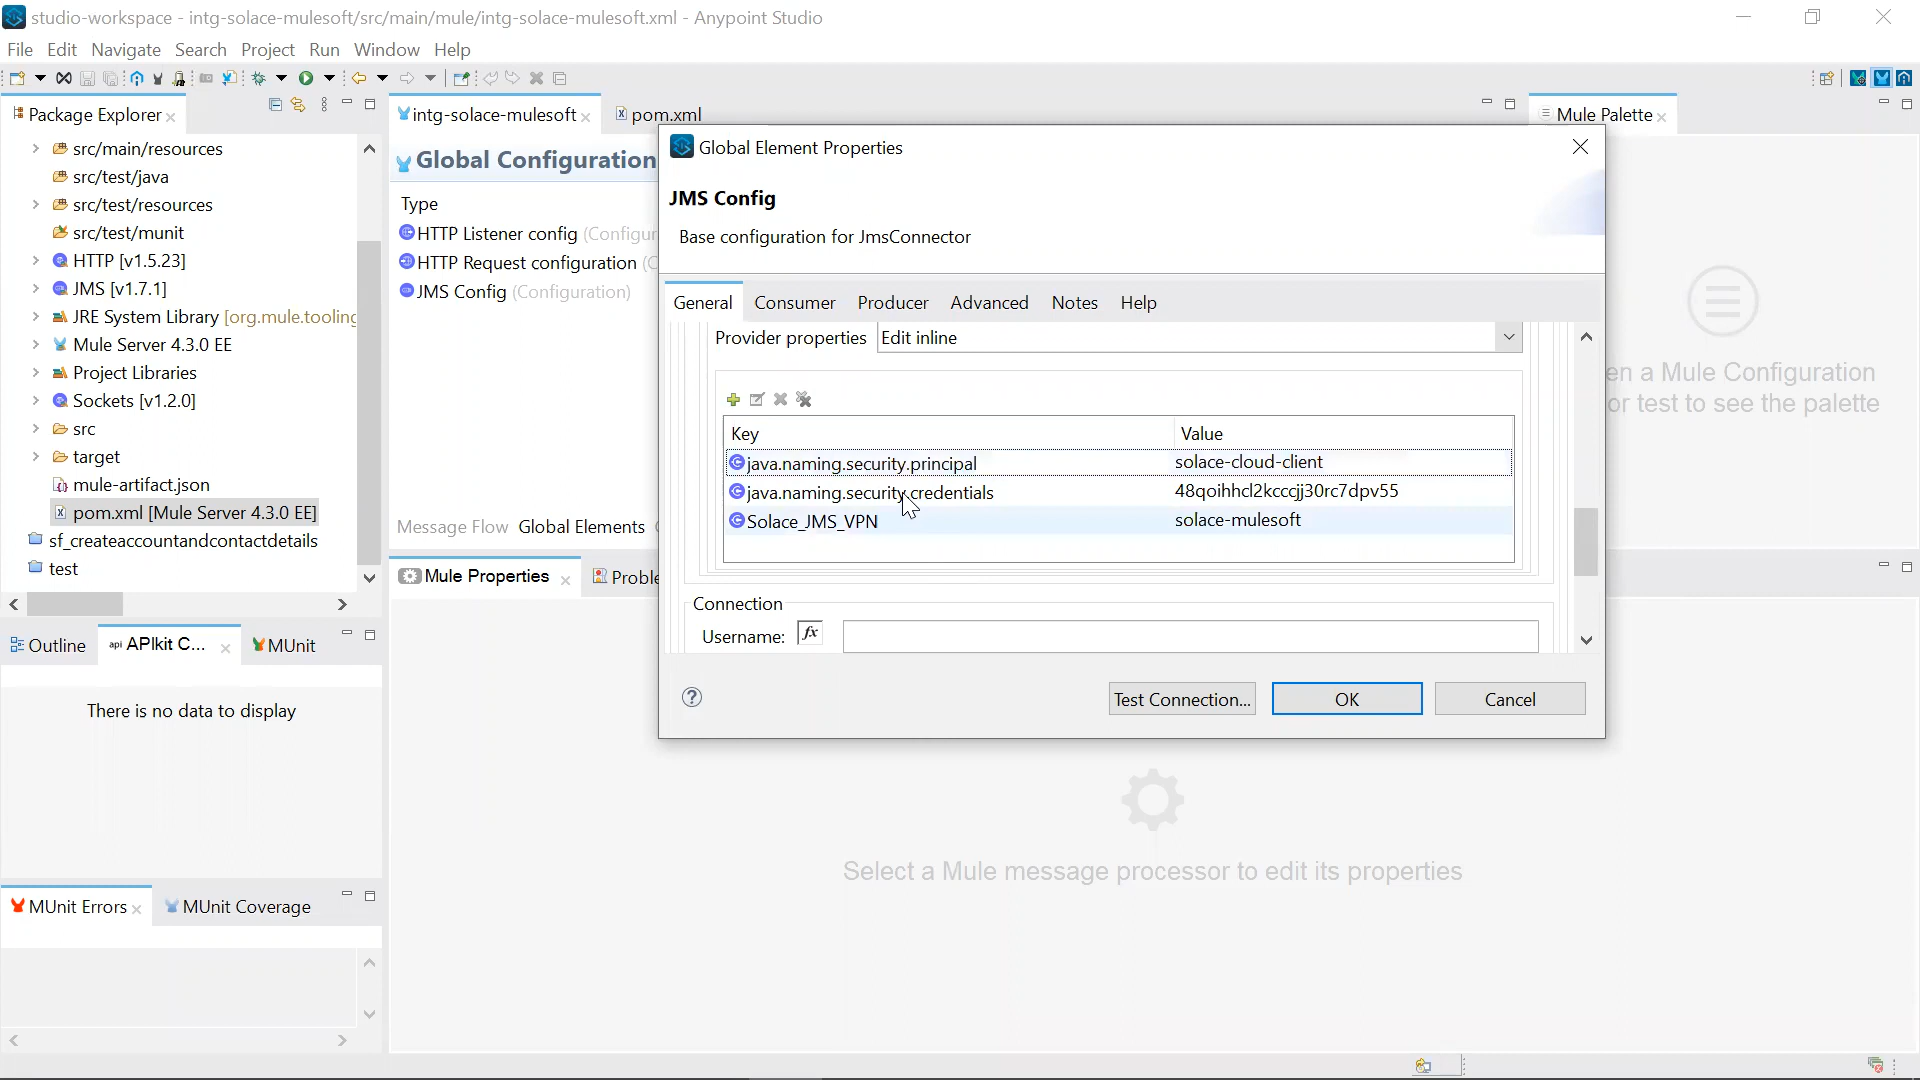 studio-workspace - intg-solace-mulesoft/src/main/mule/intg-solace-mulesoft.xml - Anypoint Studio
File Edit Navigate Search Project Run Window Help
Package Explorer
src/main/resources
src/test/java
src/test/resources
src/test/munit
HTTP [v1.5.23]
JMS [v1.7.1]
JRE System Library [org.mule.tooling
Mule Server 4.3.0 EE
Project Libraries
Sockets [v1.2.0]
src
target
mule-artifact.json
pom.xml [Mule Server 4.3.0 EE]
sf_createaccountandcontactdetails
test
Outline
api APIkit C...
MUnit
There is no data to display
MUnit Errors
MUnit Coverage
intg-solace-mulesoft
pom.xml
Global Configuration
Type
HTTP Listener config (Configur
HTTP Request configuration (C
JMS Config (Configuration)
Message Flow Global Elements
Mule Properties
Proble
Select a Mule message processor to edit its properties
Global Element Properties
JMS Config
Base configuration for JmsConnector
General Consumer Producer Advanced Notes Help
Provider properties Edit inline
Key Value
java.naming.security.principal solace-cloud-client
java.naming.security.credentials 48qoihhcl2kcccjj30rc7dpv55
Solace_JMS_VPN solace-mulesoft
Connection
Username: fx
Test Connection... OK Cancel
Mule Palette
en a Mule Configuration
or test to see the palette